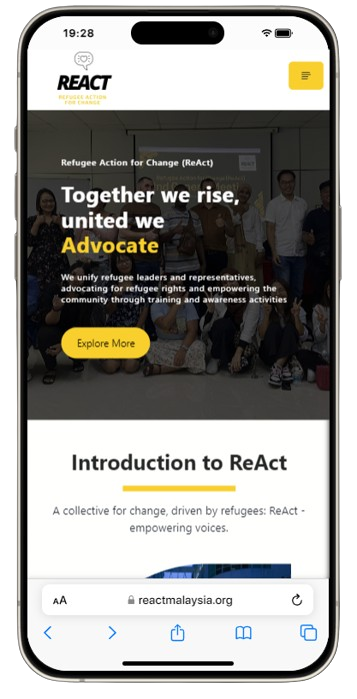 19:28
REACT
REFUGEE ACTION
FOR CHANGE
Refugee Action for Change (ReAct)
Together we rise,
united we
Advocate
We unify refugee leaders and representatives,
advocating for refugee rights and empowering the
community through training and awareness activities
Explore More
Introduction to ReAct
A collective for change, driven by refugees: ReAct -
empowering voices.
AA
reactmalaysia.org